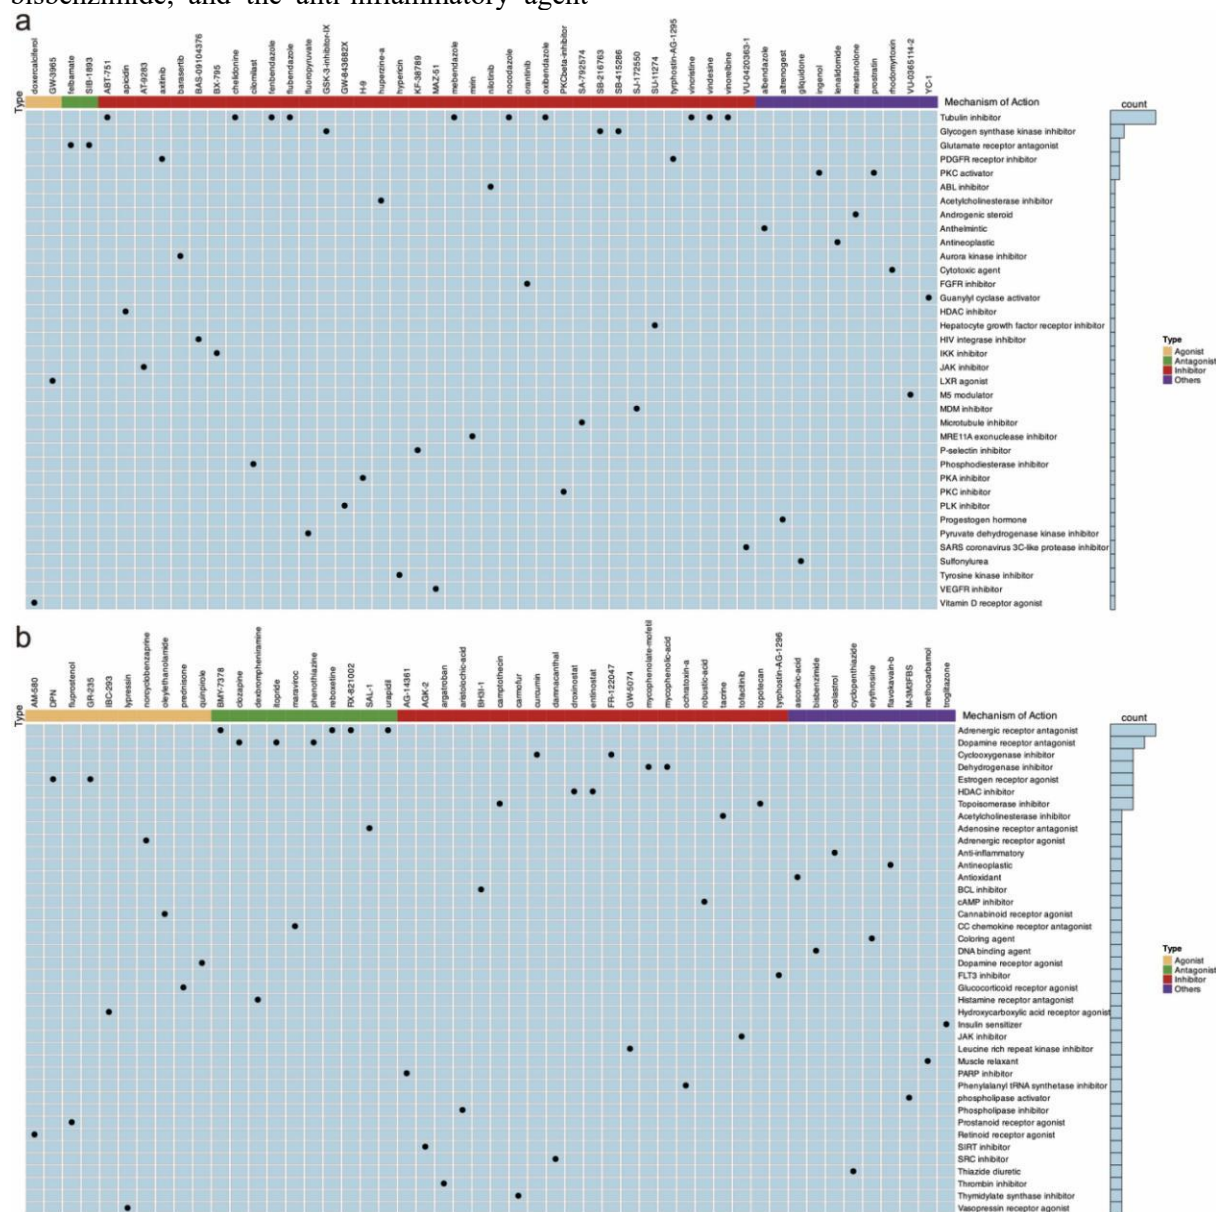 bisbenzimide, and the anti-inflammatory agent
a
Type
doxercalciferol
GW-3965
felbamate
SIB-1893
ABT-751
apicidin
AT-9283
axitinib
barasertib
BAS-09104376
BX-795
chelidonine
cilomilast
fenbendazole
flubendazole
fluoropyruvate
GSK-3-inhibitor-IX
GW-843682X
H-9
huperzine-a
hypericin
KF-38789
MAZ-51
mebendazole
mirin
nilotinib
nocodazole
orantinib
oxibendazole
PKCbeta-inhibitor
SA-792574
SB-216763
SB-415286
SJ-172550
SU-11274
tyrphostin-AG-1295
vincristine
vindesine
vinorelbine
VU-0420363-1
albendazole
altrenogest
gliquidone
ingenol
lenalidomide
mestanolone
prostratin
rhodomyrtoxin
VU-0365114-2
YC-1
Mechanism of Action
count
Tubulin inhibitor
Glycogen synthase kinase inhibitor
Glutamate receptor antagonist
PDGFR receptor inhibitor
PKC activator
ABL inhibitor
Acetylcholinesterase inhibitor
Androgenic steroid
Anthelmintic
Antineoplastic
Aurora kinase inhibitor
Cytotoxic agent
FGFR inhibitor
Guanylyl cyclase activator
HDAC inhibitor
Hepatocyte growth factor receptor inhibitor
HIV integrase inhibitor
IKK inhibitor
JAK inhibitor
LXR agonist
M5 modulator
MDM inhibitor
Microtubule inhibitor
MRE11A exonuclease inhibitor
P-selectin inhibitor
Phosphodiesterase inhibitor
PKA inhibitor
PKC inhibitor
PLK inhibitor
Progestogen hormone
Pyruvate dehydrogenase kinase inhibitor
SARS coronavirus 3C-like protease inhibitor
Sulfonylurea
Tyrosine kinase inhibitor
VEGFR inhibitor
Vitamin D receptor agonist
Type
Agonist
Antagonist
Inhibitor
Others
b
Type
AM-580
DPN
fluprostenol
GR-235
IBC-293
lypressin
norcyclobenzaprine
oleylethanolamide
prednisone
quinpirole
BMY-7378
clozapine
dexbrompheniramine
itopride
maraviroc
phenothiazine
reboxetine
RX-821002
SAL-1
urapidil
AG-14361
AGK-2
argatroban
aristolochic-acid
BH3I-1
camptothecin
carmofur
curcumin
damnacanthal
droxinostat
entinostat
FR-122047
GW-5074
mycophenolate-mofetil
mycophenolic-acid
ochratoxin-a
robustic-acid
tacrine
tofacitinib
topotecan
tyrphostin-AG-1296
ascorbic-acid
bisbenzimide
celastrol
cyclopenthiazide
erythrosine
flavokavain-b
M-3M3FBS
methocarbamol
troglitazone
Mechanism of Action
count
Adrenergic receptor antagonist
Dopamine receptor antagonist
Cyclooxygenase inhibitor
Dehydrogenase inhibitor
Estrogen receptor agonist
HDAC inhibitor
Topoisomerase inhibitor
Acetylcholinesterase inhibitor
Adenosine receptor antagonist
Adrenergic receptor agonist
Anti-inflammatory
Antineoplastic
Antioxidant
BCL inhibitor
cAMP inhibitor
Cannabinoid receptor agonist
CC chemokine receptor antagonist
Coloring agent
DNA binding agent
Dopamine receptor agonist
FLT3 inhibitor
Glucocorticoid receptor agonist
Histamine receptor antagonist
Hydroxycarboxylic acid receptor agonist
Insulin sensitizer
JAK inhibitor
Leucine rich repeat kinase inhibitor
Muscle relaxant
PARP inhibitor
Phenylalanyl tRNA synthetase inhibitor
phospholipase activator
Phospholipase inhibitor
Prostanoid receptor agonist
Retinoid receptor agonist
SIRT inhibitor
SRC inhibitor
Thiazide diuretic
Thrombin inhibitor
Thymidylate synthase inhibitor
Vasopressin receptor agonist
Type
Agonist
Antagonist
Inhibitor
Others